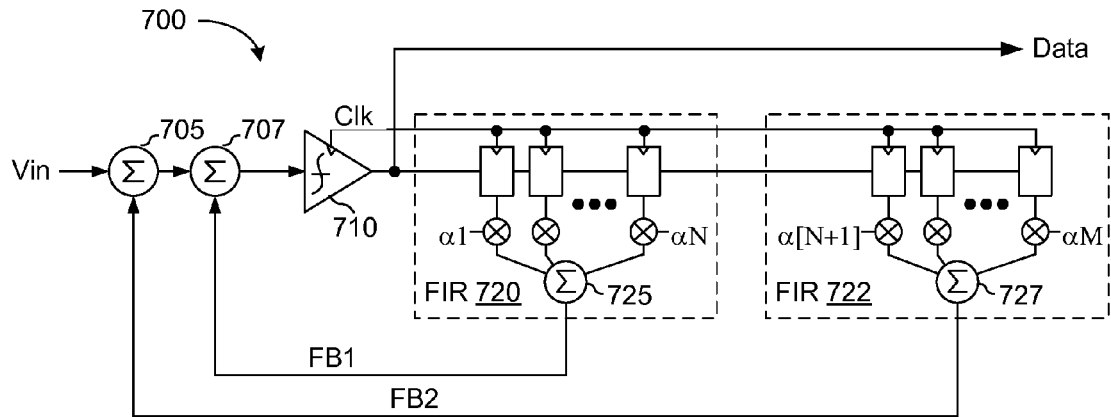 700
Data
705
707
Clk
Vin
Σ
Σ
710
α1
αN
α[N+1]
αM
FIR 720
Σ
725
FIR 722
Σ
727
FB1
FB2